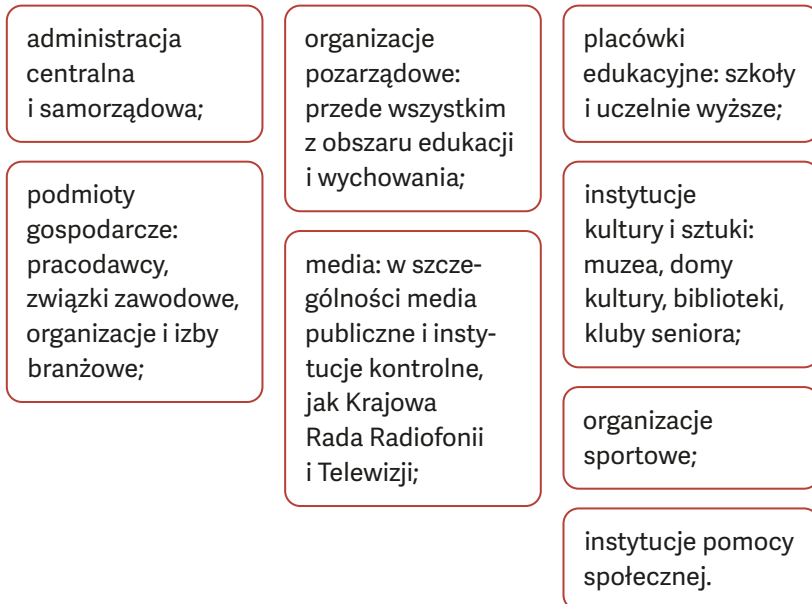 administracja
centralna
i samorządowa;
podmioty
gospodarcze:
pracodawcy,
związki zawodowe,
organizacje i izby
branżowe;
organizacje
pozarządowe:
przede wszystkim
z obszaru edukacji
i wychowania;
media: w szcze-
gólności media
publiczne i insty-
tucje kontrolne,
jak Krajowa
Rada Radiofonii
i Telewizji;
placówki
edukacyjne: szkoły
i uczelnie wyższe;
instytucje
kultury i sztuki:
muzea, domy
kultury, biblioteki,
kluby seniora;
organizacje
sportowe;
instytucje pomocy
społecznej.